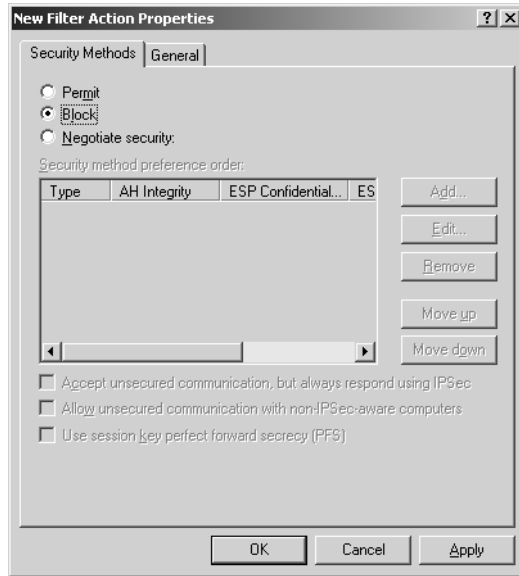 New Filter Action Properties
Security Methods General
Permit
Block
Negotiate security:
Security method preference order:
Type AH Integrity ESP Confidential... ES
Add...
Edit...
Remove
Move up
Move down
Accept unsecured communication, but always respond using IPSec
Allow unsecured communication with non-IPSec-aware computers
Use session key perfect forward secrecy (PFS)
OK Cancel Apply